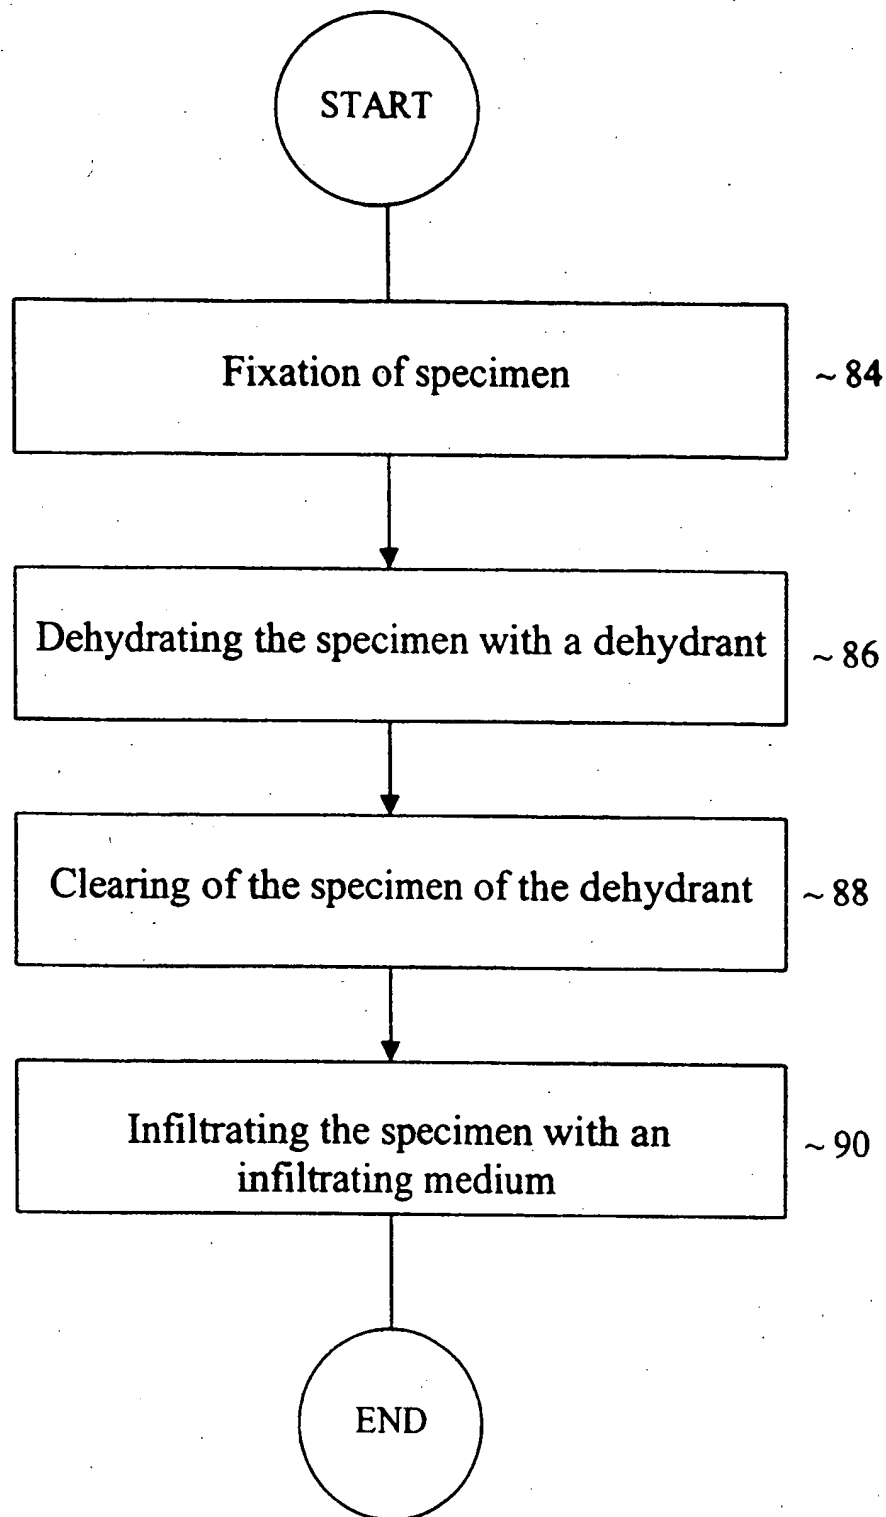 START
Fixation of specimen
~ 84
Dehydrating the specimen with a dehydrant
~ 86
Clearing of the specimen of the dehydrant
~ 88
Infiltrating the specimen with an
infiltrating medium
~ 90
END